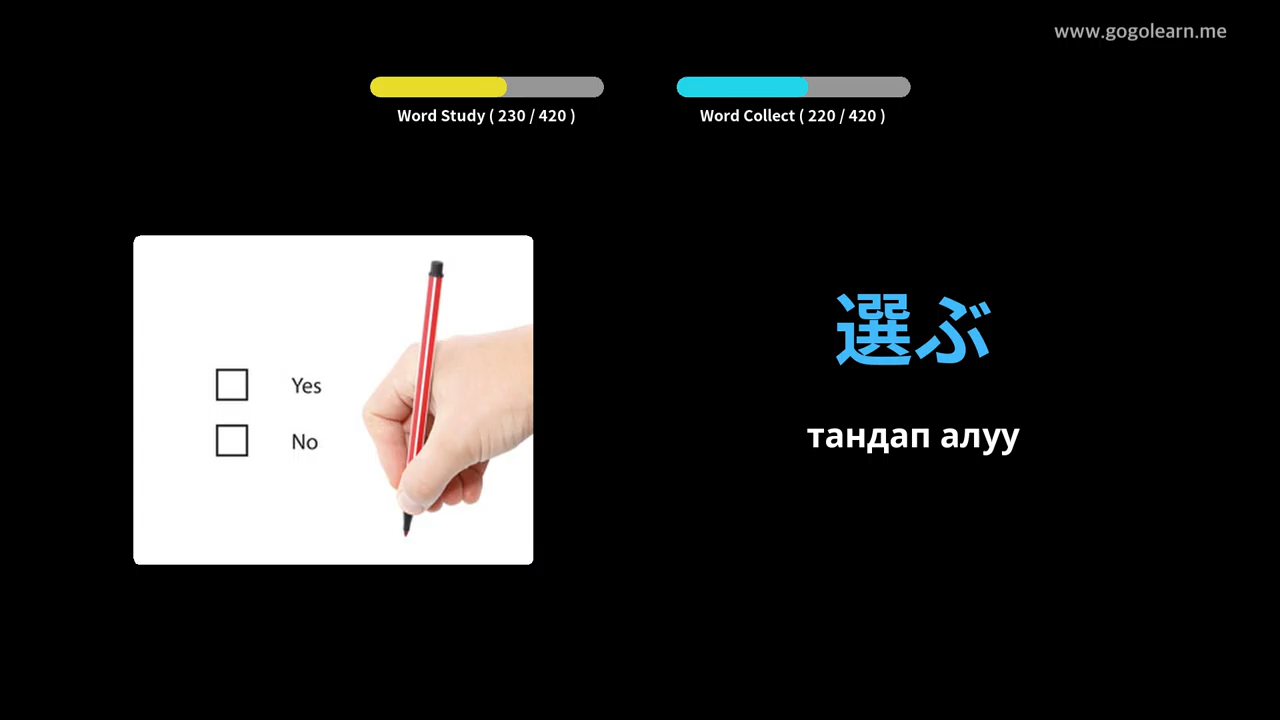 www.gogolearn.me
Word Study ( 230 / 420 )
Word Collect ( 220 / 420 )
Yes
No
選ぶ
тандап алуу